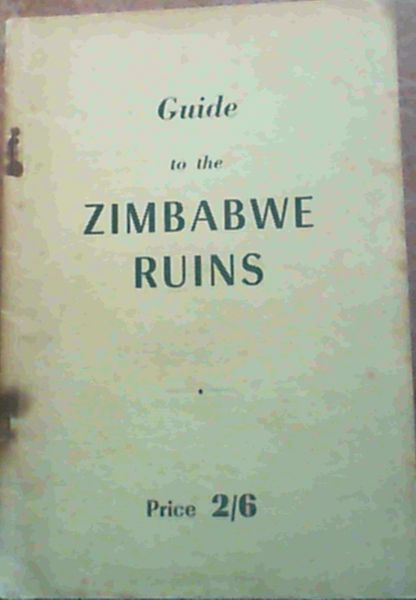 Guide
to the
ZIMBABWE
RUINS
Price 2/6